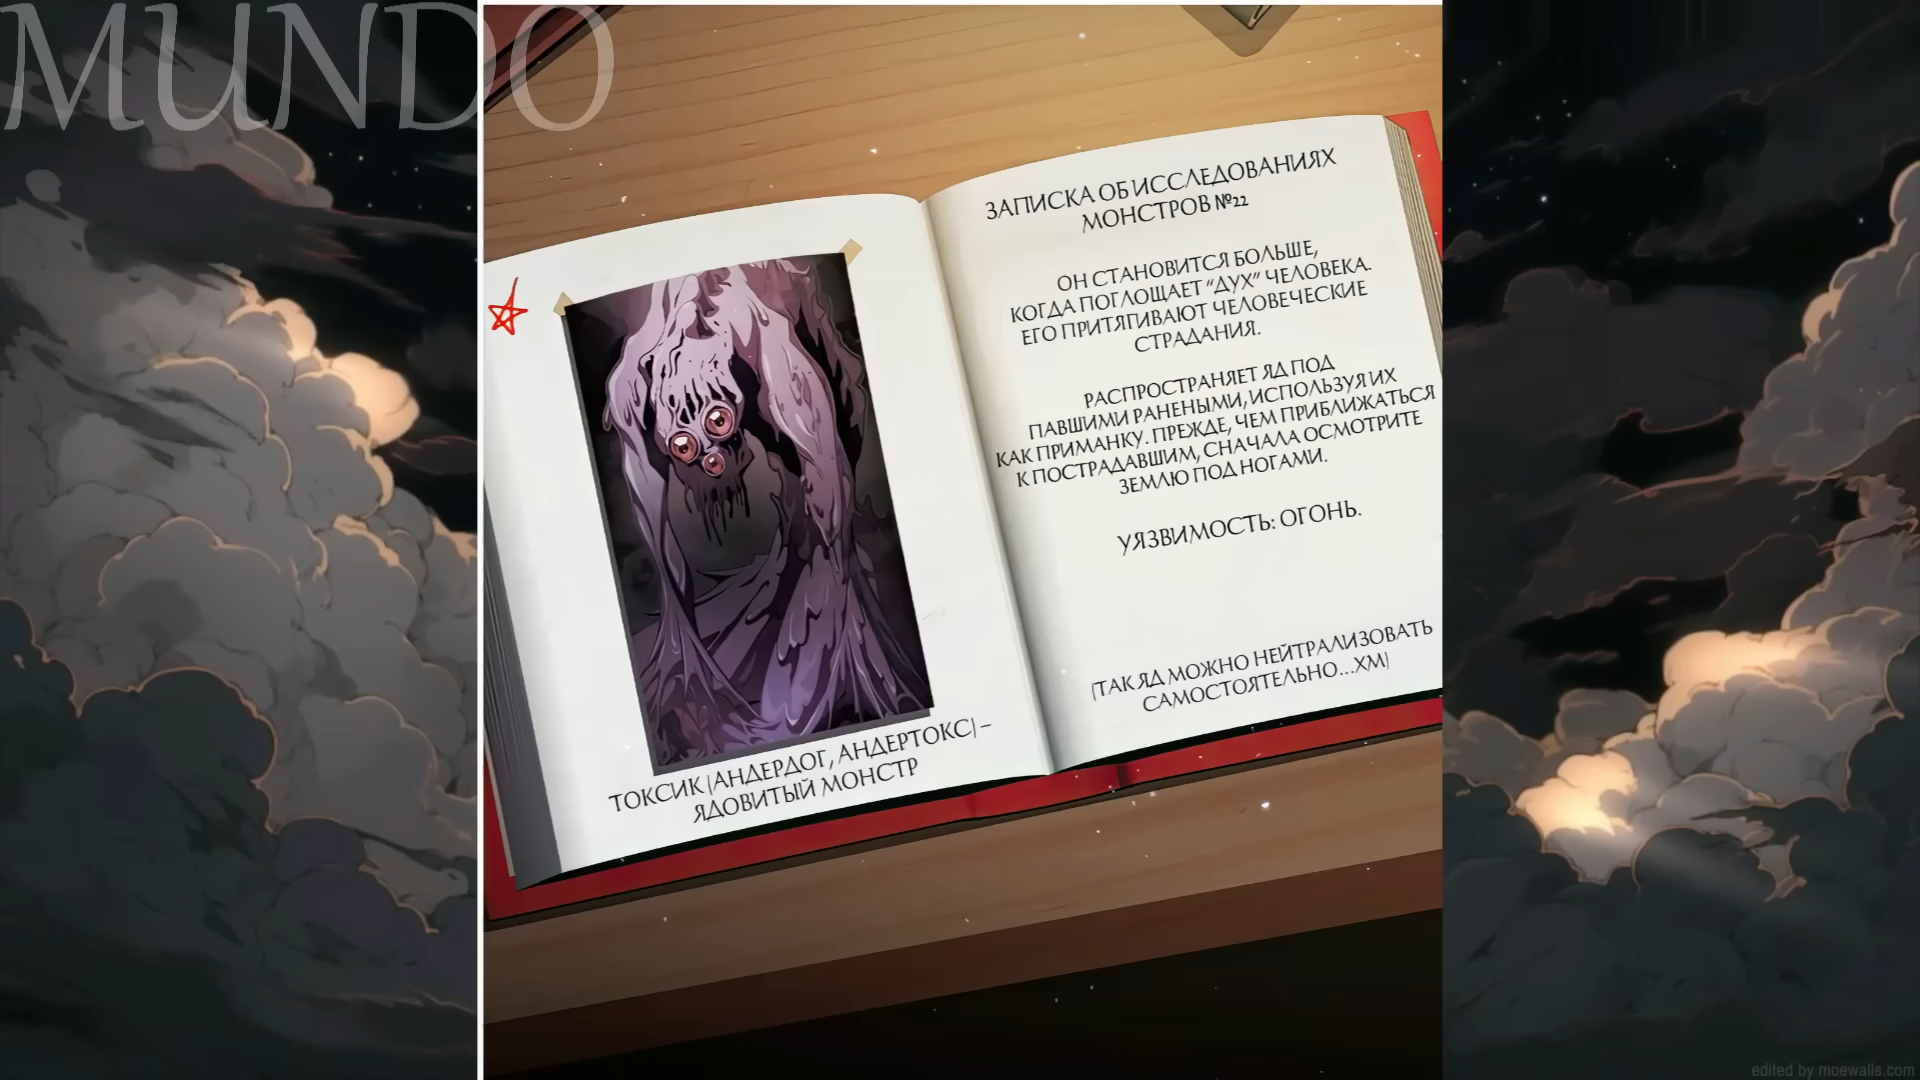 MUNDO
ЗАПИСКА ОБ ИССЛЕДОВАНИЯХ
МОНСТРОВ №22
ОН СТАНОВИТСЯ БОЛЬШЕ,
КОГДА ПОГЛОЩАЕТ “ДУХ” ЧЕЛОВЕКА.
ЕГО ПРИТЯГИВАЮТ ЧЕЛОВЕЧЕСКИЕ
СТРАДАНИЯ.
РАСПРОСТРАНЯЕТ ЯД ПОД
ПАВШИМИ РАНЕНЫМИ, ИСПОЛЬЗУЯ ИХ
КАК ПРИМАНКУ. ПРЕЖДЕ, ЧЕМ ПРИБЛИЖАТЬСЯ
К ПОСТРАДАВШИМ, СНАЧАЛА ОСМОТРИТЕ
ЗЕМЛЮ ПОД НОГАМИ.
УЯЗВИМОСТЬ: ОГОНЬ.
(ТАК ЯД МОЖНО НЕЙТРАЛИЗОВАТЬ
САМОСТОЯТЕЛЬНО...ХМ)
ТОКСИК (АНДЕРДОГ, АНДЕРТОКС) –
ЯДОВИТЫЙ МОНСТР
edited by moewalls.com